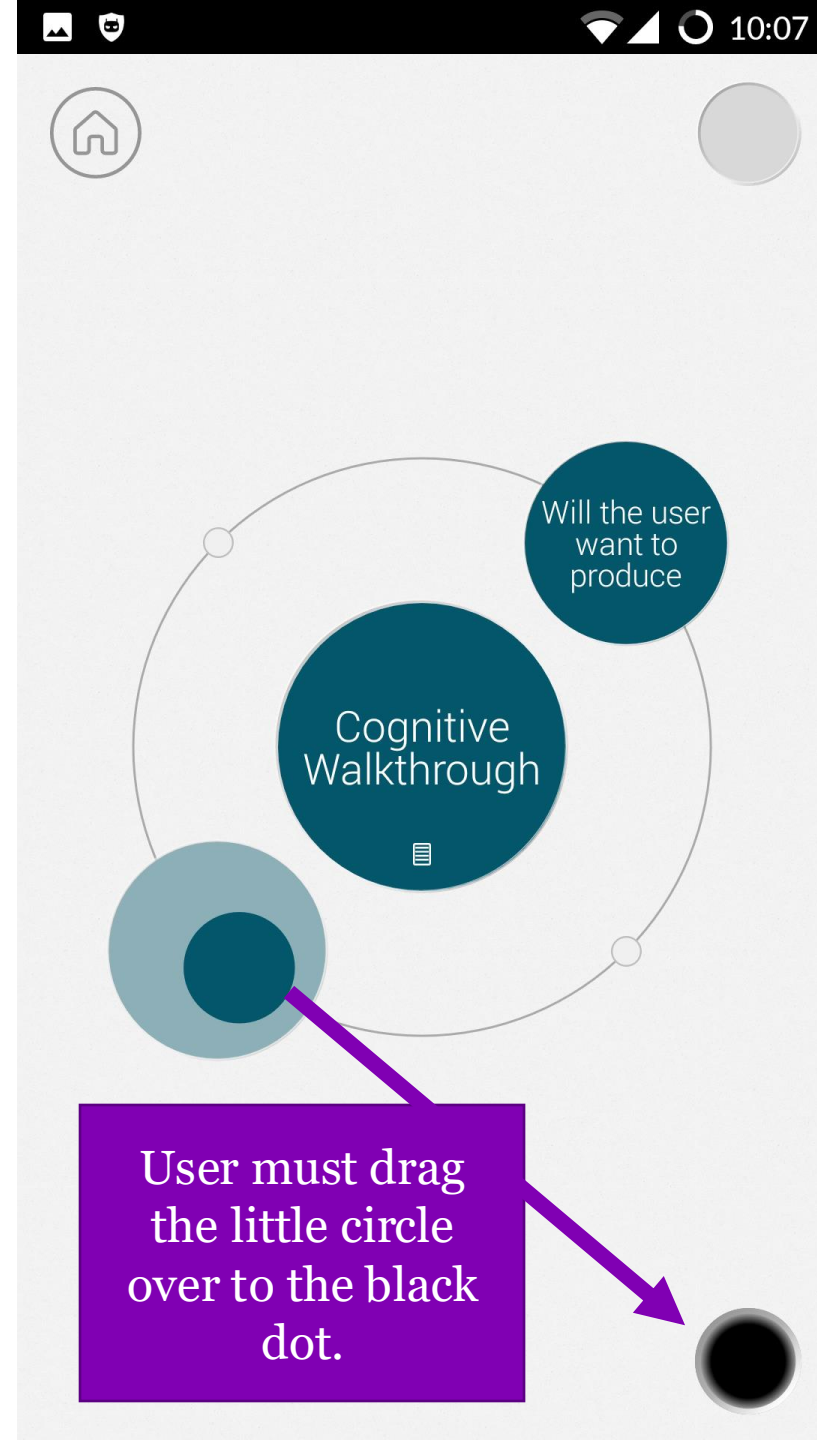 10:07
Will the user
want to
produce
Cognitive
Walkthrough
User must drag
the little circle
over to the black
dot.